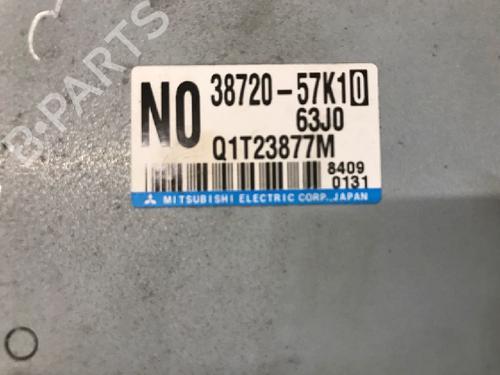 B-PARTS
NO 38720-57K10
63J0
Q1T23877M
8409
0131
MITSUBISHI ELECTRIC CORP., JAPAN